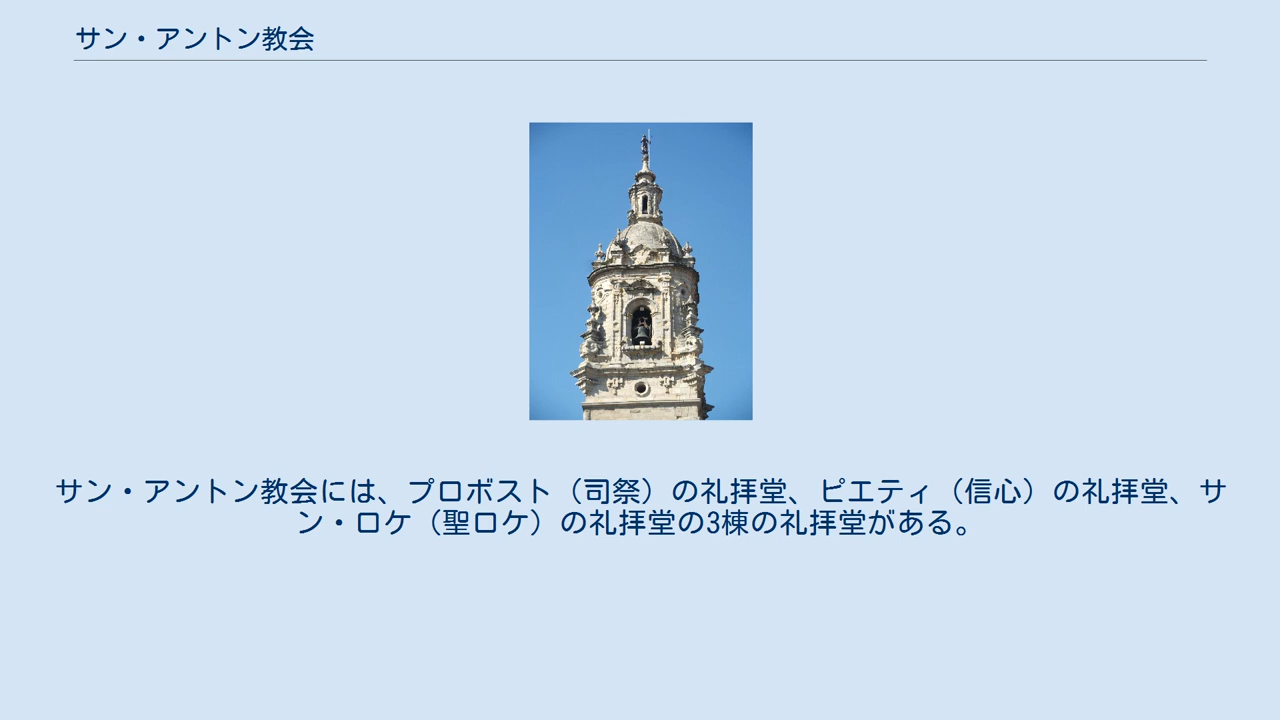 サン・アントン教会
サン・アントン教会には、プロボスト（司祭）の礼拝堂、ピエティ（信心）の礼拝堂、サ
ン・ロケ（聖ロケ）の礼拝堂の3棟の礼拝堂がある。